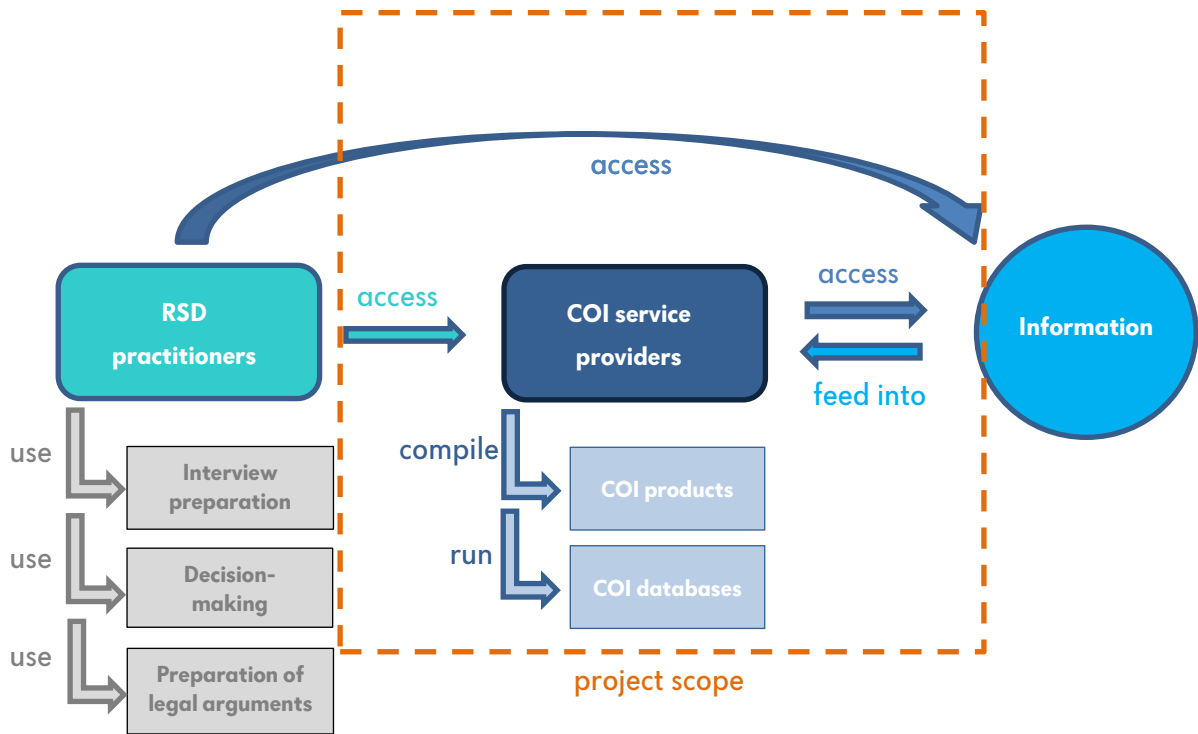 access
RSD
practitioners
access
COI service
providers
access
feed into
Information
use
Interview
preparation
use
Decision-
making
use
Preparation of
legal arguments
compile
COI products
run
COI databases
project scope